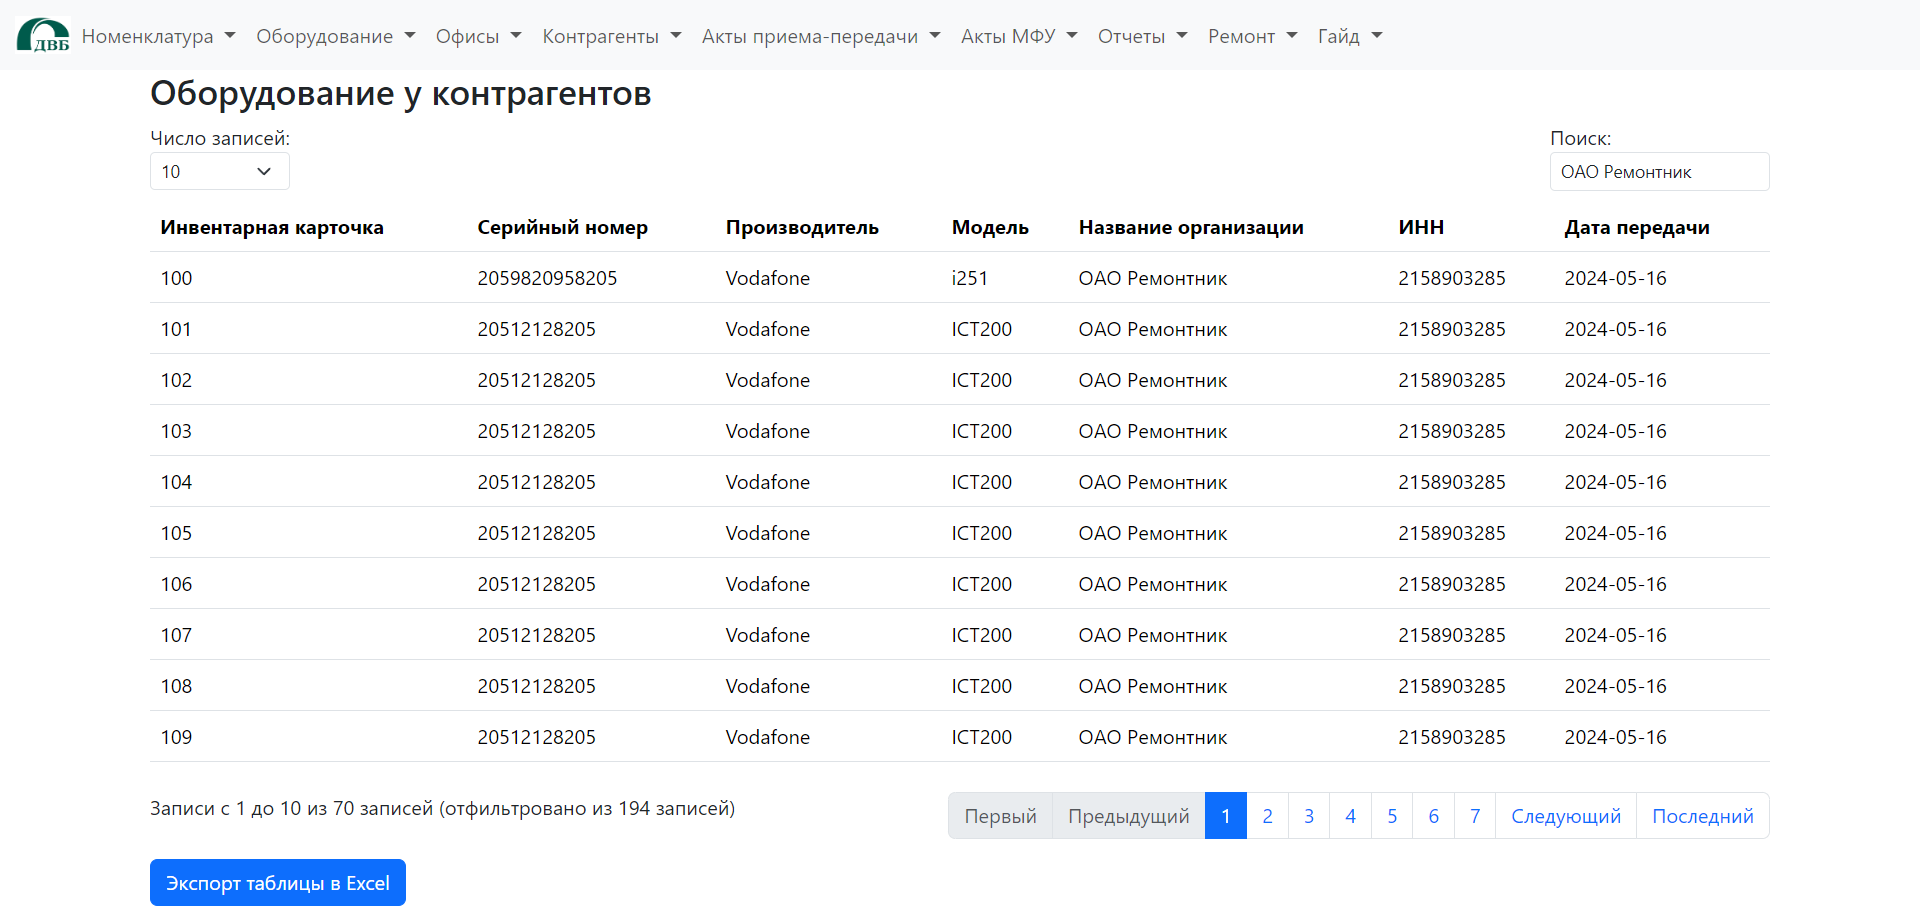 ДВБ Номенклатура Оборудование Офисы Контрагенты Акты приема-передачи Акты МФУ Отчеты Ремонт Гайд
Оборудование у контрагентов
Число записей: Поиск:
10 ОАО Ремонтник
Инвентарная карточка Серийный номер Производитель Модель Название организации ИНН Дата передачи
100 2059820958205 Vodafone i251 ОАО Ремонтник 2158903285 2024-05-16
101 20512128205 Vodafone ICT200 ОАО Ремонтник 2158903285 2024-05-16
102 20512128205 Vodafone ICT200 ОАО Ремонтник 2158903285 2024-05-16
103 20512128205 Vodafone ICT200 ОАО Ремонтник 2158903285 2024-05-16
104 20512128205 Vodafone ICT200 ОАО Ремонтник 2158903285 2024-05-16
105 20512128205 Vodafone ICT200 ОАО Ремонтник 2158903285 2024-05-16
106 20512128205 Vodafone ICT200 ОАО Ремонтник 2158903285 2024-05-16
107 20512128205 Vodafone ICT200 ОАО Ремонтник 2158903285 2024-05-16
108 20512128205 Vodafone ICT200 ОАО Ремонтник 2158903285 2024-05-16
109 20512128205 Vodafone ICT200 ОАО Ремонтник 2158903285 2024-05-16
Записи с 1 до 10 из 70 записей (отфильтровано из 194 записей) Первый Предыдущий 1 2 3 4 5 6 7 Следующий Последний
Экспорт таблицы в Excel